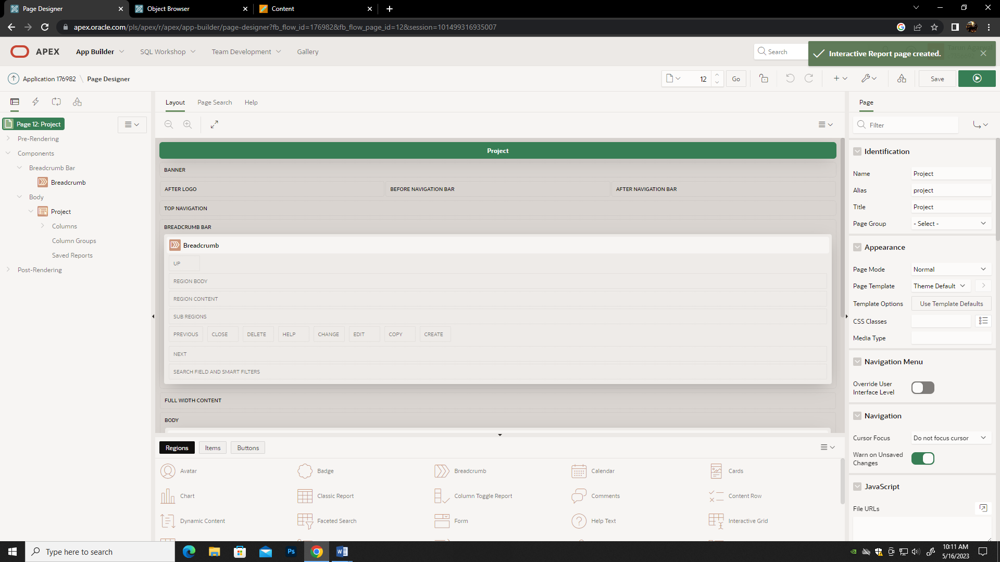 Page Designer
Object Browser
Content
apex.oracle.com/pls/apex/r/apex/app-builder/page-designer?fb_flow_id=176982&fb_flow_page_id=12&session=101499316935007
APEX
App Builder
SQL Workshop
Team Development
Gallery
Search
Interactive Report page created.
Application 176982 \ Page Designer
12
Go
Save
Layout
Page Search
Help
Page
Page 12: Project
Pre-Rendering
Components
Breadcrumb Bar
Breadcrumb
Body
Project
Columns
Column Groups
Saved Reports
Post-Rendering
Project
BANNER
AFTER LOGO
BEFORE NAVIGATION BAR
AFTER NAVIGATION BAR
TOP NAVIGATION
BREADCRUMB BAR
Breadcrumb
UP
REGION BODY
REGION CONTENT
SUB REGIONS
PREVIOUS
CLOSE
DELETE
HELP
CHANGE
EDIT
COPY
CREATE
NEXT
SEARCH FIELD AND SMART FILTERS
FULL WIDTH CONTENT
BODY
Regions
Items
Buttons
Avatar
Badge
Breadcrumb
Calendar
Cards
Chart
Classic Report
Column Toggle Report
Comments
Content Row
Dynamic Content
Faceted Search
Form
Help Text
Interactive Grid
Filter
Identification
Name Project
Alias project
Title Project
Page Group - Select -
Appearance
Page Mode Normal
Page Template Theme Default
Template Options Use Template Defaults
CSS Classes
Media Type
Navigation Menu
Override User
Interface Level
Navigation
Cursor Focus Do not focus cursor
Warn on Unsaved
Changes
JavaScript
File URLs
Type here to search
Ps
10:11 AM
5/16/2023